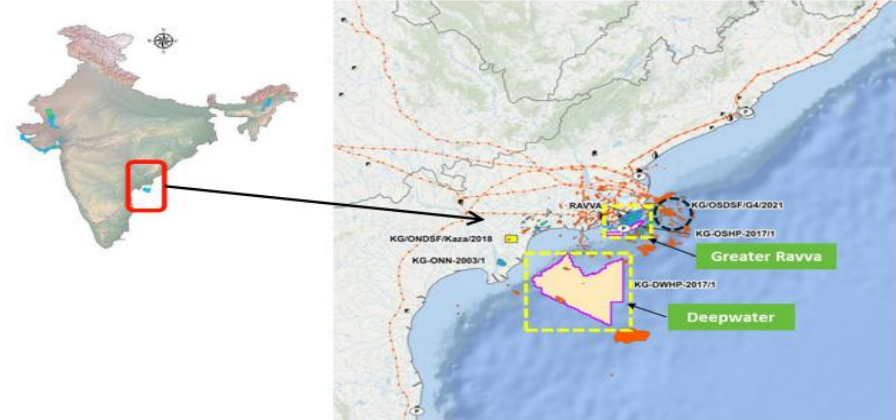 RAVVA
KG/OSDSF/G4/2021
KG/ONDSF/Kaza/2018
KG-OSHP-2017/1
Greater Ravva
KG-ONN-2003/1
KG-DWHP-2017/1
Deepwater